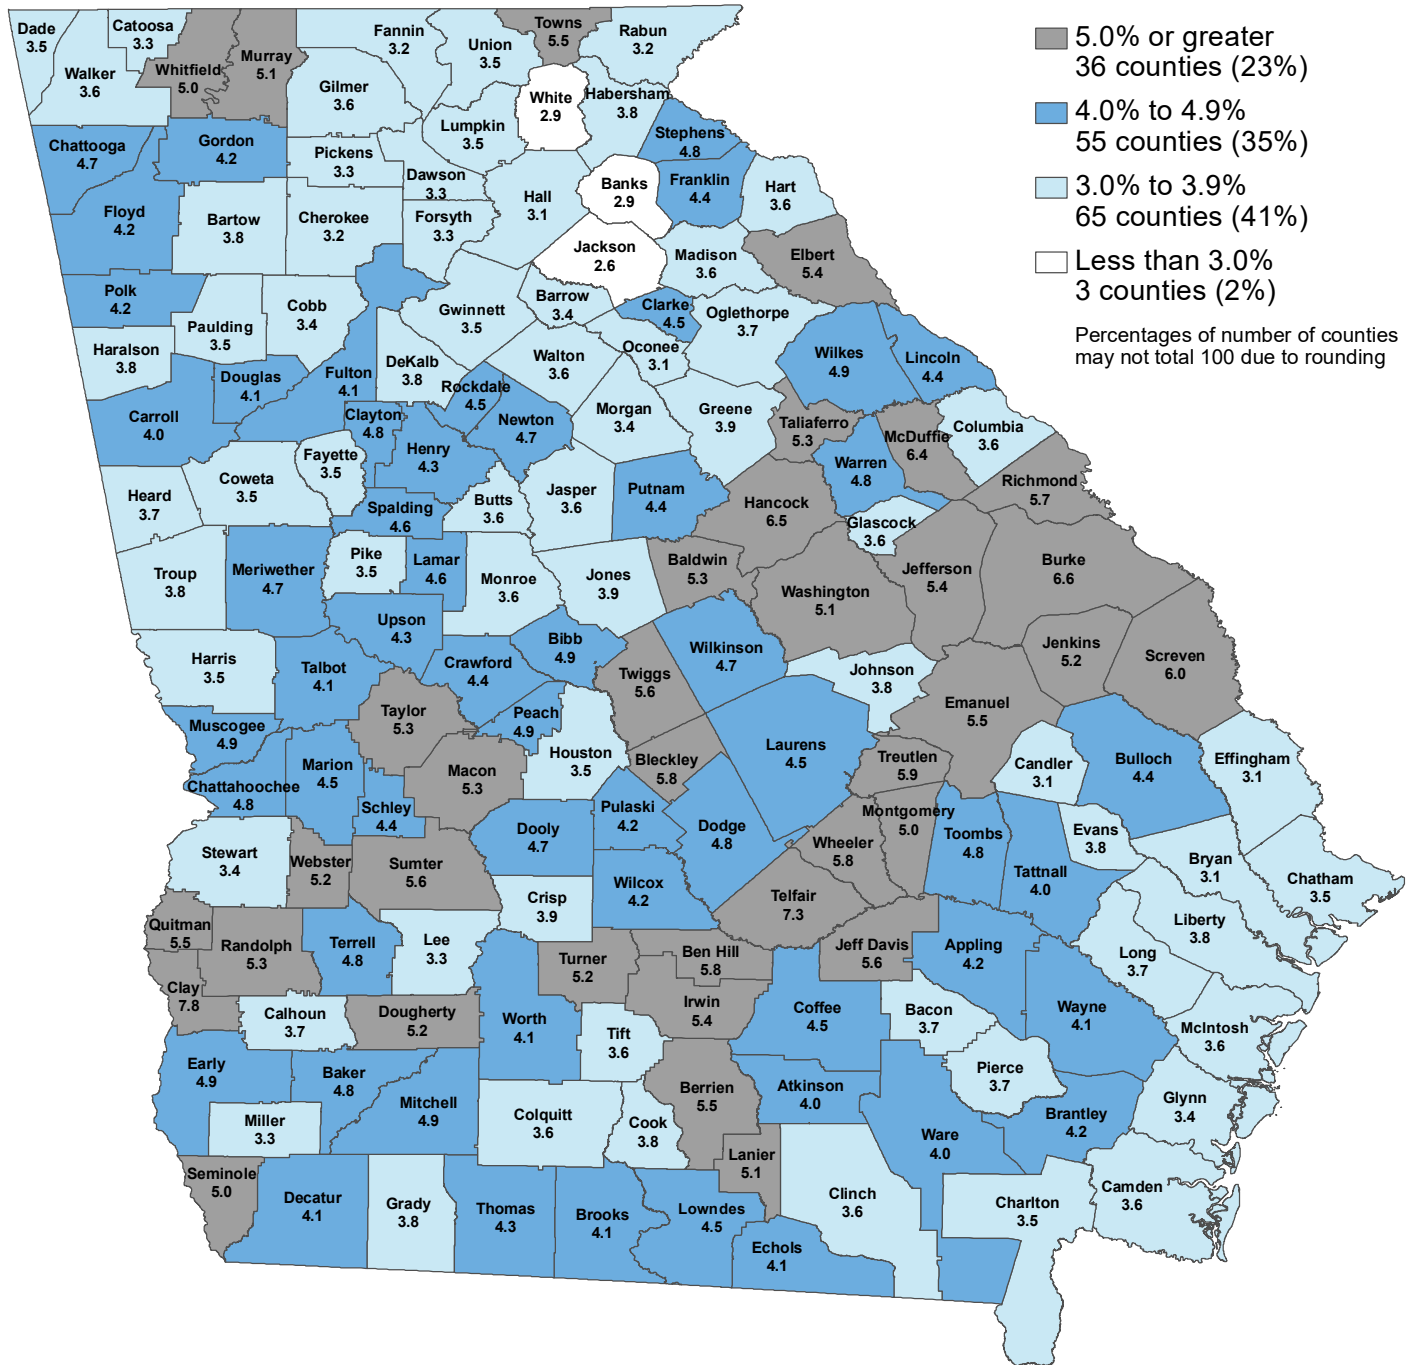 5.0% or greater
36 counties (23%)
4.0% to 4.9%
55 counties (35%)
3.0% to 3.9%
65 counties (41%)
Less than 3.0%
3 counties (2%)
Percentages of number of counties
may not total 100 due to rounding
Dade
3.5
Catoosa
3.3
Walker
3.6
Whitfield
5.0
Murray
5.1
Fannin
3.2
Union
3.5
Towns
5.5
Rabun
3.2
Gilmer
3.6
White
2.9
Habersham
3.8
Lumpkin
3.5
Stephens
4.8
Chattooga
4.7
Gordon
4.2
Pickens
3.3
Dawson
3.3
Hall
3.1
Banks
2.9
Franklin
4.4
Hart
3.6
Floyd
4.2
Bartow
3.8
Cherokee
3.2
Forsyth
3.3
Jackson
2.6
Madison
3.6
Elbert
5.4
Polk
4.2
Paulding
3.5
Cobb
3.4
Gwinnett
3.5
Barrow
3.4
Clarke
4.5
Oglethorpe
3.7
Haralson
3.8
Douglas
4.1
Fulton
4.1
DeKalb
3.8
Rockdale
4.5
Walton
3.6
Oconee
3.1
Wilkes
4.9
Lincoln
4.4
Carroll
4.0
Clayton
4.8
Henry
4.3
Newton
4.7
Morgan
3.4
Greene
3.9
Taliaferro
5.3
McDuffie
6.4
Columbia
3.6
Heard
3.7
Coweta
3.5
Fayette
3.5
Spalding
4.6
Butts
3.6
Jasper
3.6
Putnam
4.4
Hancock
6.5
Warren
4.8
Glascock
3.6
Richmond
5.7
Troup
3.8
Meriwether
4.7
Pike
3.5
Lamar
4.6
Monroe
3.6
Jones
3.9
Baldwin
5.3
Washington
5.1
Jefferson
5.4
Burke
6.6
Upson
4.3
Harris
3.5
Talbot
4.1
Crawford
4.4
Bibb
4.9
Twiggs
5.6
Wilkinson
4.7
Johnson
3.8
Jenkins
5.2
Screven
6.0
Emanuel
5.5
Muscogee
4.9
Taylor
5.3
Peach
4.9
Houston
3.5
Bleckley
5.8
Laurens
4.5
Treutlen
5.9
Candler
3.1
Bulloch
4.4
Effingham
3.1
Chattahoochee
4.8
Marion
4.5
Schley
4.4
Macon
5.3
Dooly
4.7
Pulaski
4.2
Dodge
4.8
Wheeler
5.8
Montgomery
5.0
Toombs
4.8
Tattnall
4.0
Evans
3.8
Bryan
3.1
Chatham
3.5
Stewart
3.4
Webster
5.2
Sumter
5.6
Crisp
3.9
Wilcox
4.2
Telfair
7.3
Liberty
3.8
Quitman
5.5
Randolph
5.3
Terrell
4.8
Lee
3.3
Turner
5.2
Ben Hill
5.8
Jeff Davis
5.6
Appling
4.2
Long
3.7
Clay
7.8
Calhoun
3.7
Dougherty
5.2
Worth
4.1
Tift
3.6
Irwin
5.4
Coffee
4.5
Bacon
3.7
Wayne
4.1
McIntosh
3.6
Early
4.9
Baker
4.8
Mitchell
4.9
Miller
3.3
Colquitt
3.6
Cook
3.8
Berrien
5.5
Atkinson
4.0
Pierce
3.7
Brantley
4.2
Glynn
3.4
Seminole
5.0
Decatur
4.1
Grady
3.8
Thomas
4.3
Brooks
4.1
Lanier
5.1
Lowndes
4.5
Echols
4.1
Clinch
3.6
Ware
4.0
Charlton
3.5
Camden
3.6